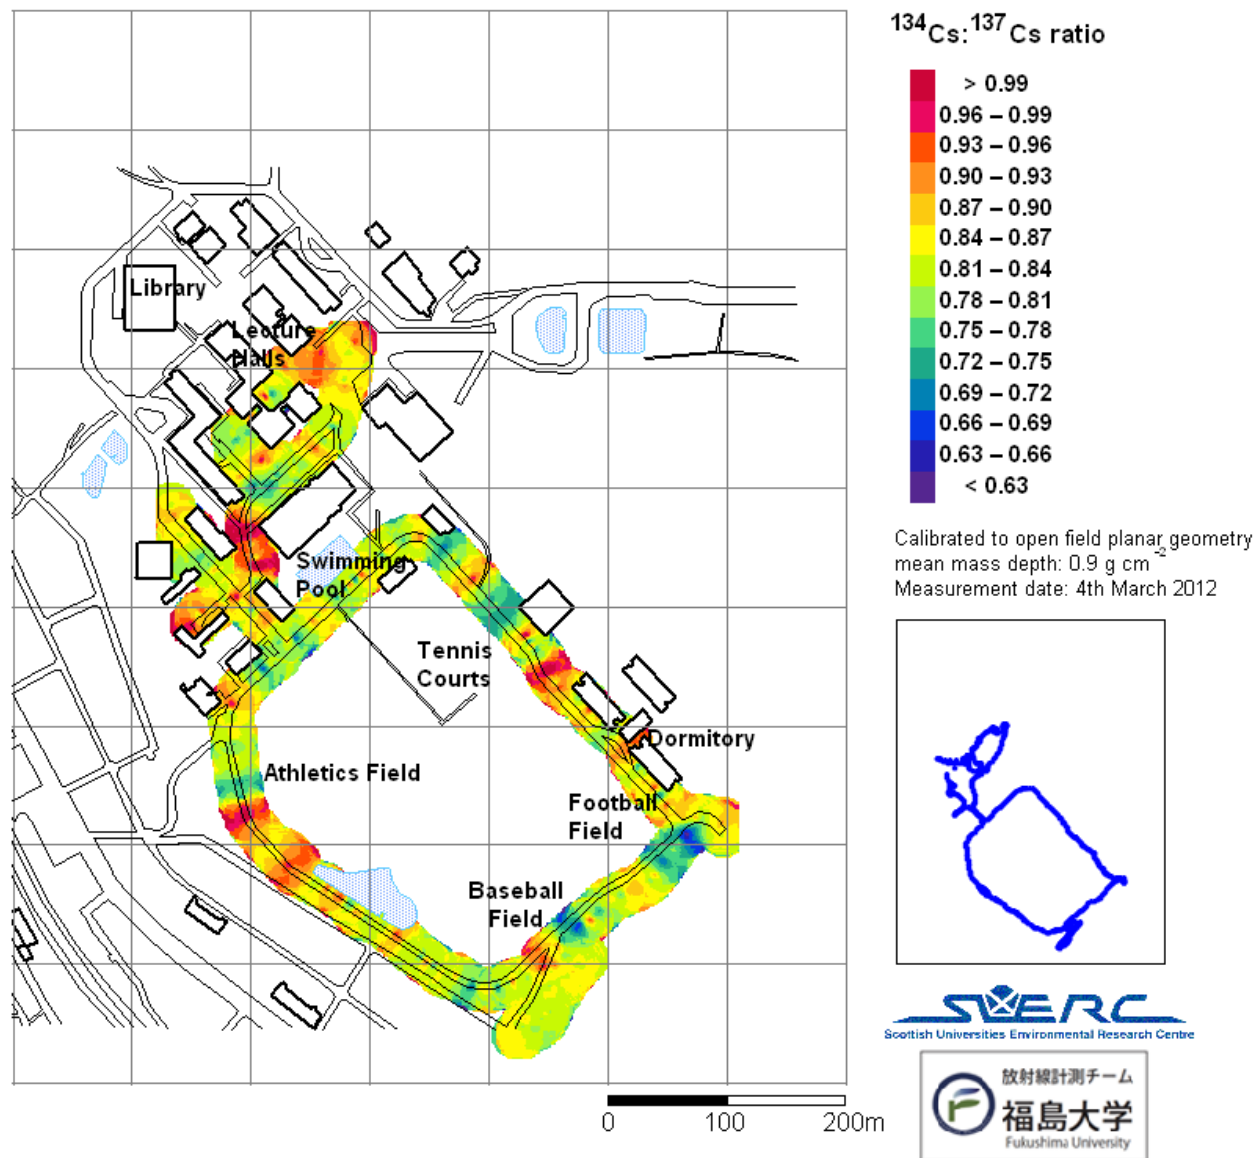 Library
Lecture
Halls
Swimming
Pool
Tennis
Courts
Dormitory
Athletics Field
Football
Field
Baseball
Field
0 100 200m
¹³⁴Cs:¹³⁷Cs ratio
> 0.99
0.96 – 0.99
0.93 – 0.96
0.90 – 0.93
0.87 – 0.90
0.84 – 0.87
0.81 – 0.84
0.78 – 0.81
0.75 – 0.78
0.72 – 0.75
0.69 – 0.72
0.66 – 0.69
0.63 – 0.66
< 0.63
Calibrated to open field planar geometry
mean mass depth: 0.9 g cm⁻²
Measurement date: 4th March 2012
SUERC
Scottish Universities Environmental Research Centre
放射線計測チーム
福島大学
Fukushima University